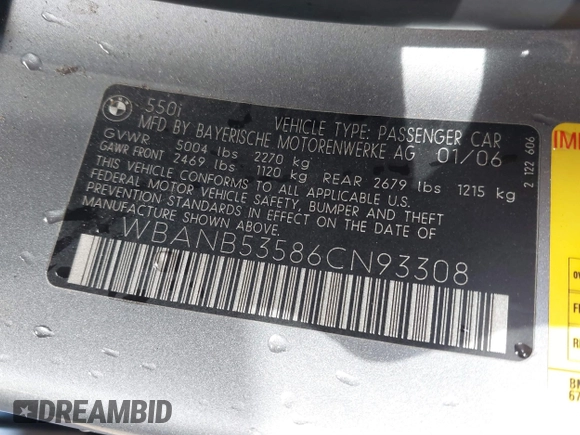 550i VEHICLE TYPE: PASSENGER CAR
MFD BY BAYERISCHE MOTORENWERKE AG 01/06
GVWR 5004 lbs 2270 kg
GAWR FRONT 2469 lbs 1120 kg REAR 2679 lbs 1215 kg
THIS VEHICLE CONFORMS TO ALL APPLICABLE U.S.
FEDERAL MOTOR VEHICLE SAFETY, BUMPER AND THEFT
PREVENTION STANDARDS IN EFFECT ON THE DATE OF
MANUFACTURE SHOWN ABOVE.
WBANB53586CN93308
2 122 606
DREAMBID